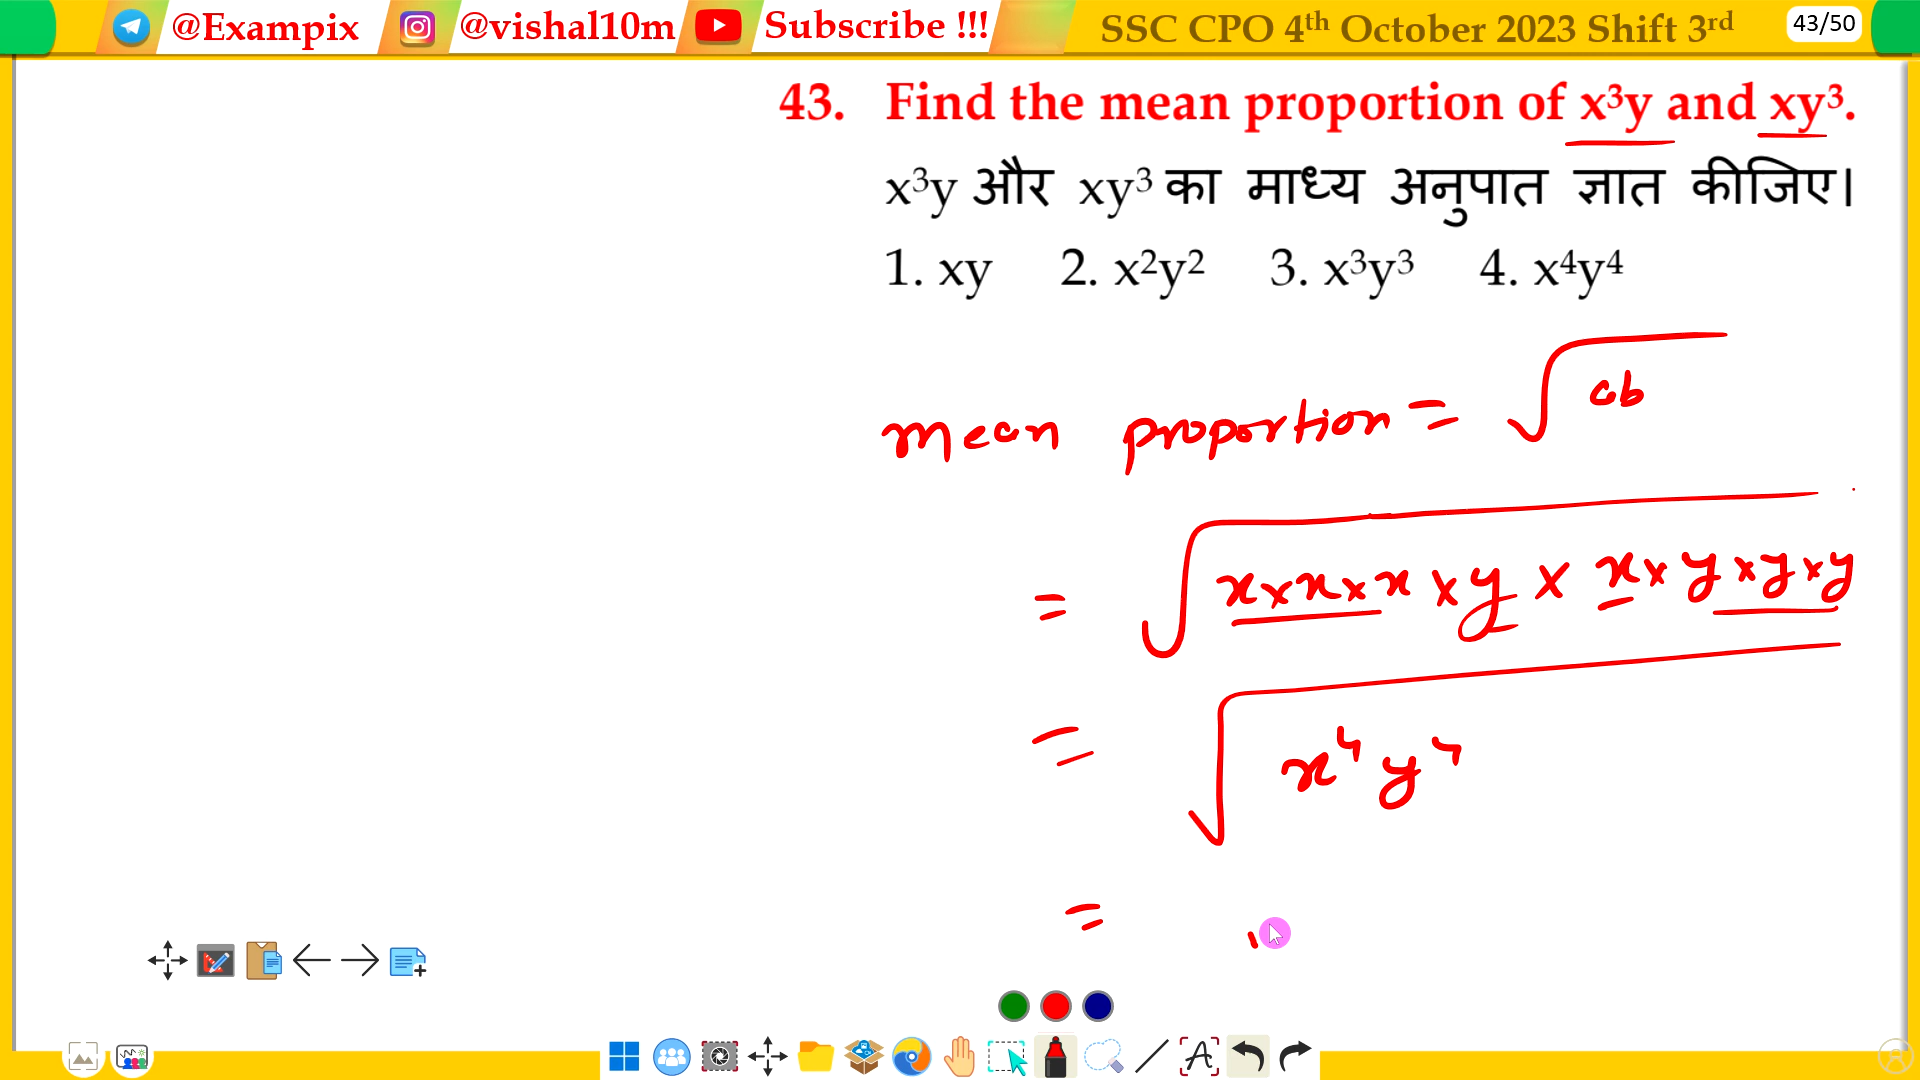 @Exampix @vishal10m Subscribe !!! SSC CPO 4th October 2023 Shift 3rd 43/50
43. Find the mean proportion of x³y and xy³.
x³y और xy³ का माध्य अनुपात ज्ञात कीजिए।
1. xy 2. x²y² 3. x³y³ 4. x⁴y⁴
mean proportion = √ab
= √x×x×x×y×x×y×y×y
= √x⁴y⁴
=